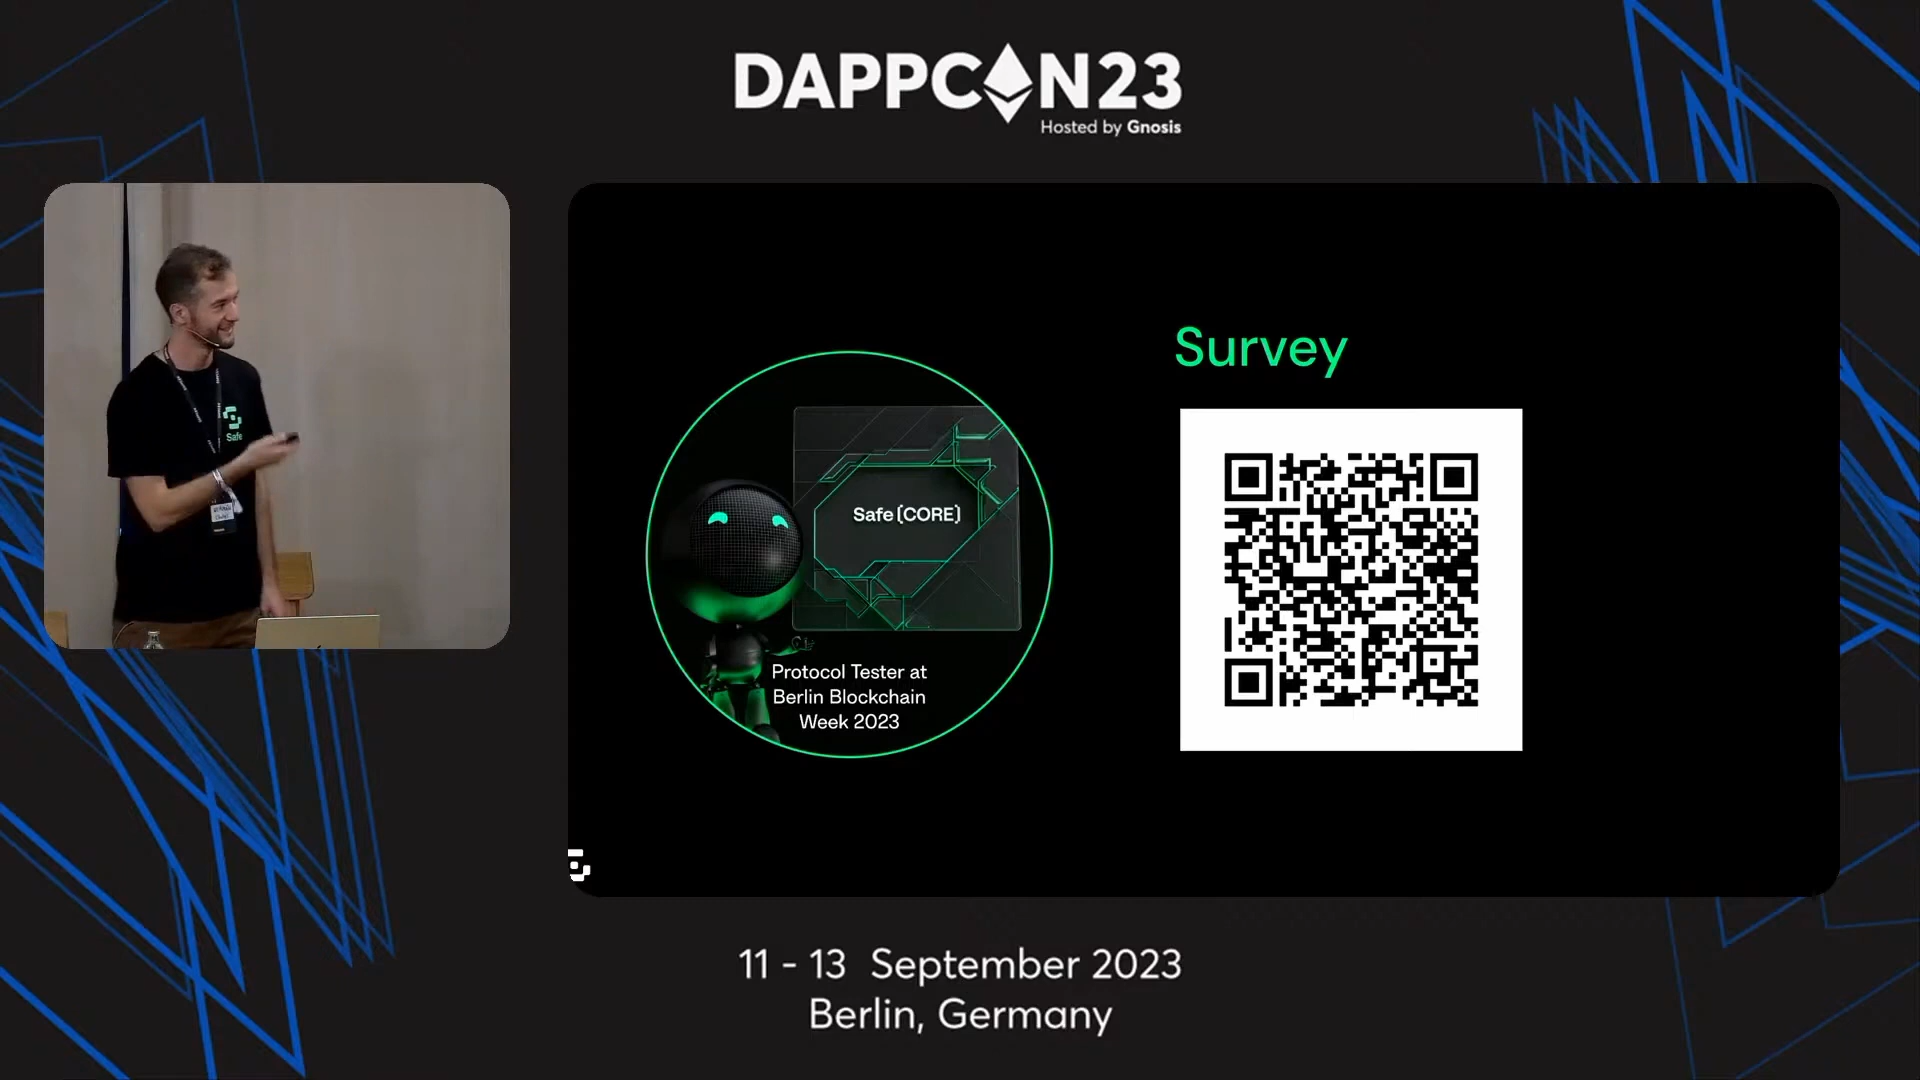 DAPPCON23
Hosted by Gnosis
Safe
Survey
Safe{CORE}
Protocol Tester at
Berlin Blockchain
Week 2023
11 - 13 September 2023
Berlin, Germany